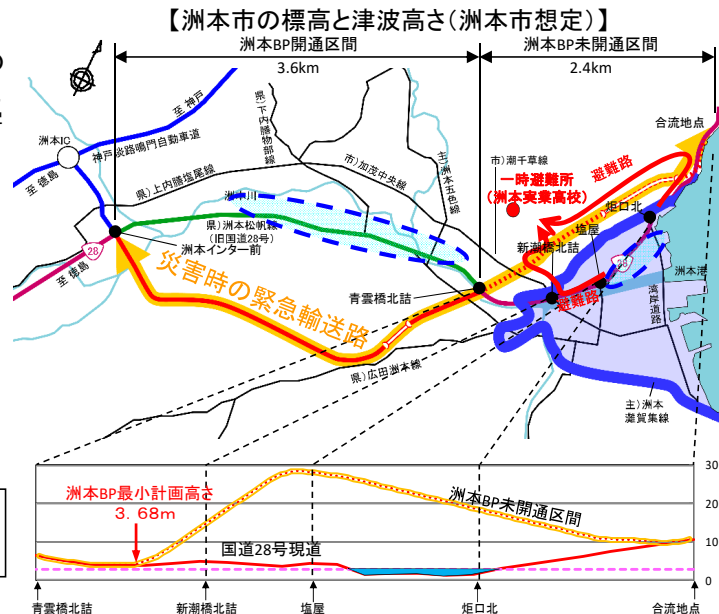 【洲本市の標高と津波高さ(洲本市想定)】
洲本BP開通区間
3.6km
洲本BP未開通区間
2.4km
合流地点
至 神戸
県)下内膳物部線
洲本IC
神戸淡路鳴門自動車道
至 徳島
県)上内膳塩尾線
市)加茂中央線
主)洲本五色線
市)潮千草線
避難路
一時避難所
(洲本実業高校)
炬口北
洲本川
県)洲本松帆線
(旧国道28号)
洲本インター前
28
至 徳島
新潮橋北詰
塩屋
28
洲本港
災害時の緊急輸送路
青雲橋北詰
避難路
湾岸道路
県)広田洲本線
主)洲本
灘賀集線
洲本BP最小計画高さ
3.68m
洲本BP未開通区間
国道28号現道
30
20
10
0
青雲橋北詰
新潮橋北詰
塩屋
炬口北
合流地点